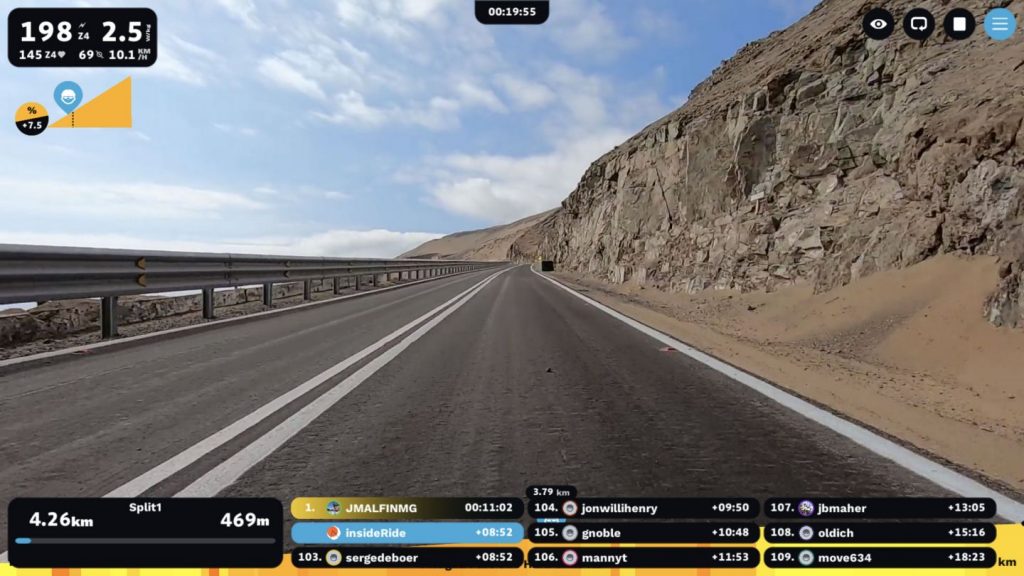 198 Z4 2.5 W/KG
145 Z4 69 10.1 KM/H
%
+7.5
00:19:55
4.26km
Split1
469m
3.79 km
1. JMALFINMG 00:11:02
insideRide +08:52
103. sergedeboer +08:52
104. jonwillihenry +09:50
105. gnoble +10:48
106. mannyt +11:53
107. jbmaher +13:05
108. oldich +15:16
109. move634 +18:23
km